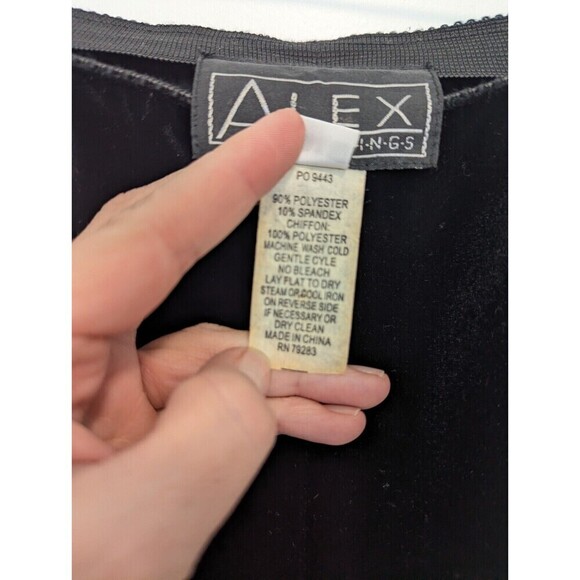 ALEX
I-N-G-S
PO 9443
90% POLYESTER
10% SPANDEX
CHIFFON:
100% POLYESTER
MACHINE WASH COLD
GENTLE CYLE
NO BLEACH
LAY FLAT TO DRY
STEAM OR COOL IRON
ON REVERSE SIDE
IF NECESSARY OR
DRY CLEAN
MADE IN CHINA
RN 79283